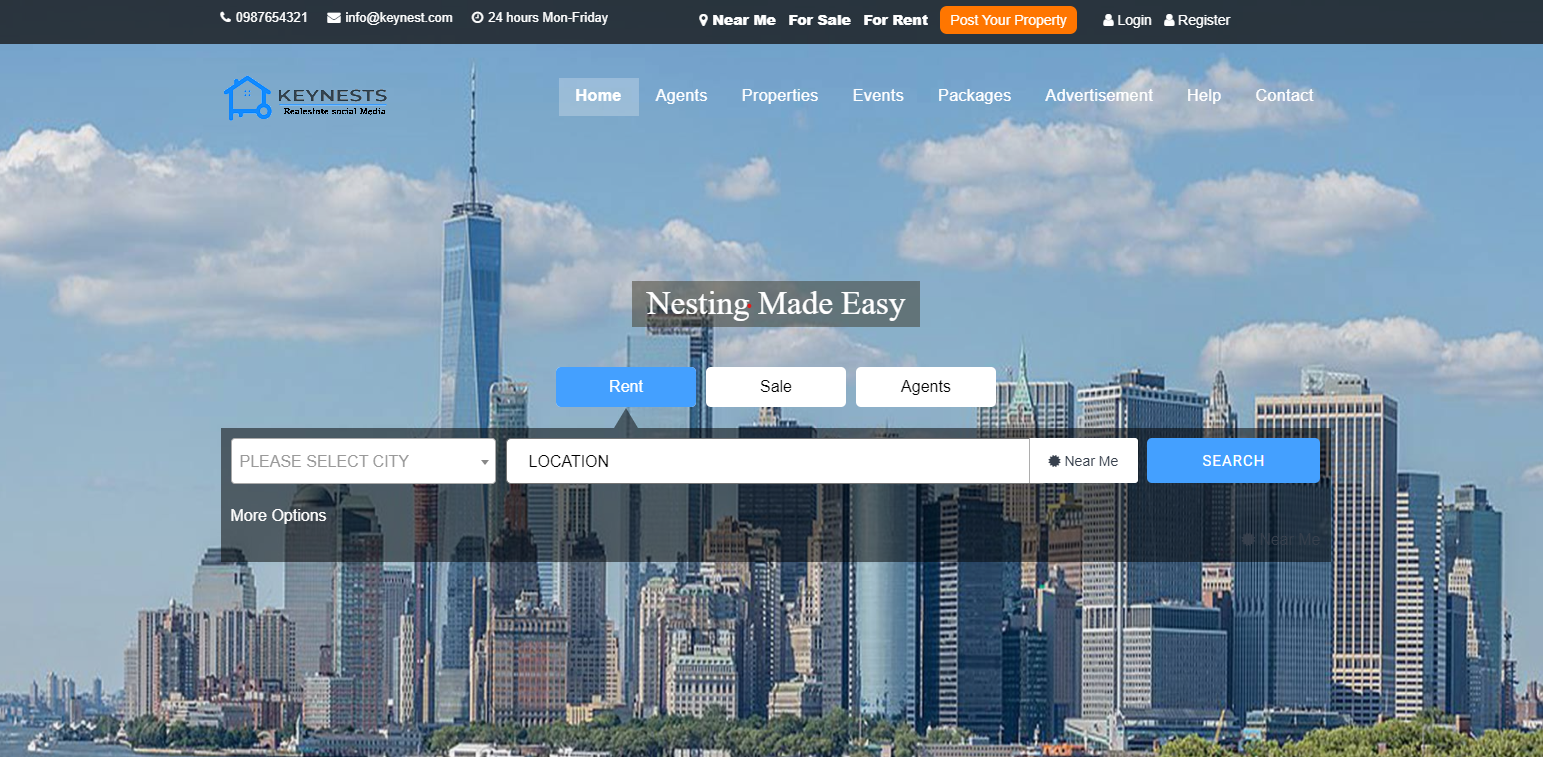 0987654321 info@keynest.com 24 hours Mon-Friday Near Me For Sale For Rent Post Your Property Login Register
KEYNESTS
Realestate social Media
Home Agents Properties Events Packages Advertisement Help Contact
Nesting Made Easy
Rent Sale Agents
PLEASE SELECT CITY LOCATION Near Me SEARCH
More Options
Near Me